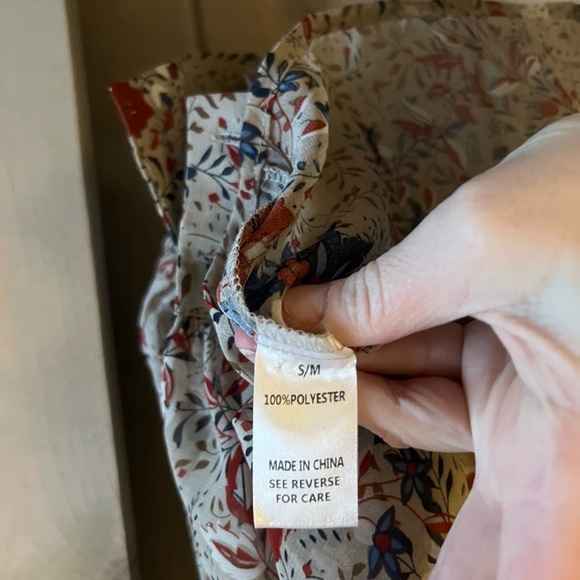 S/M
100%POLYESTER
MADE IN CHINA
SEE REVERSE
FOR CARE